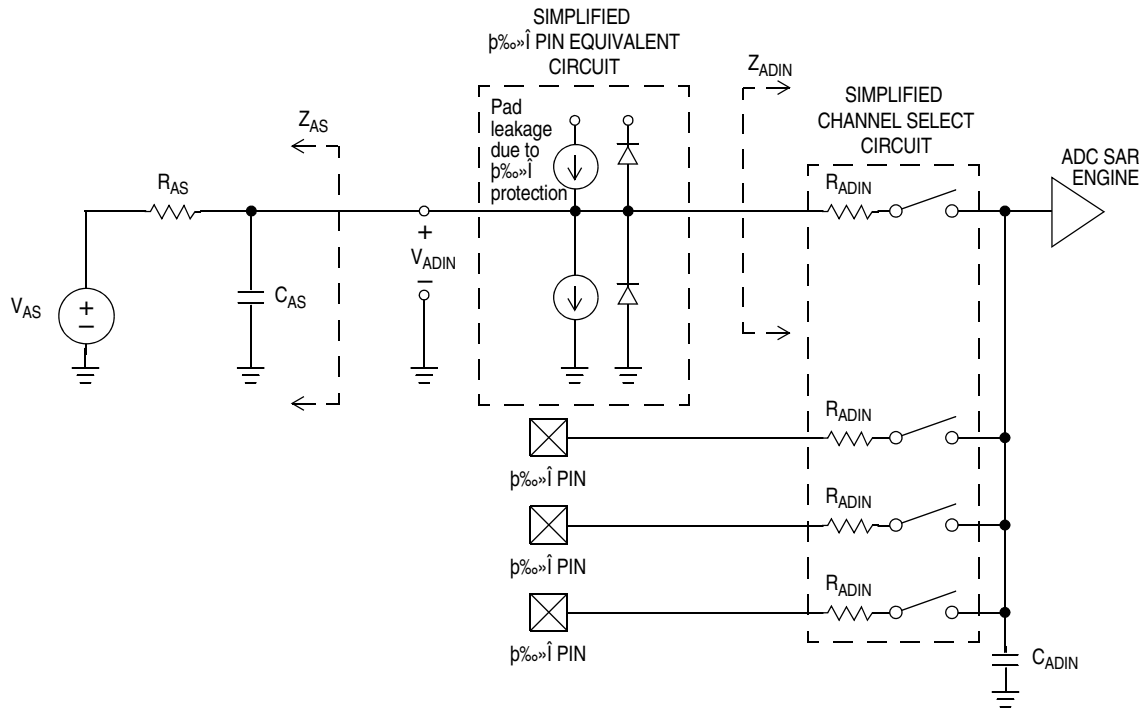 SIMPLIFIED
þ‰»Î PIN EQUIVALENT
CIRCUIT
Z_ADIN
SIMPLIFIED
CHANNEL SELECT
CIRCUIT
Pad
leakage
due to
þ‰»Î
protection
Z_AS
R_AS
R_ADIN
ADC SAR
ENGINE
+
V_ADIN
−
V_AS
+
−
C_AS
R_ADIN
þ‰»Î PIN
R_ADIN
þ‰»Î PIN
R_ADIN
þ‰»Î PIN
C_ADIN